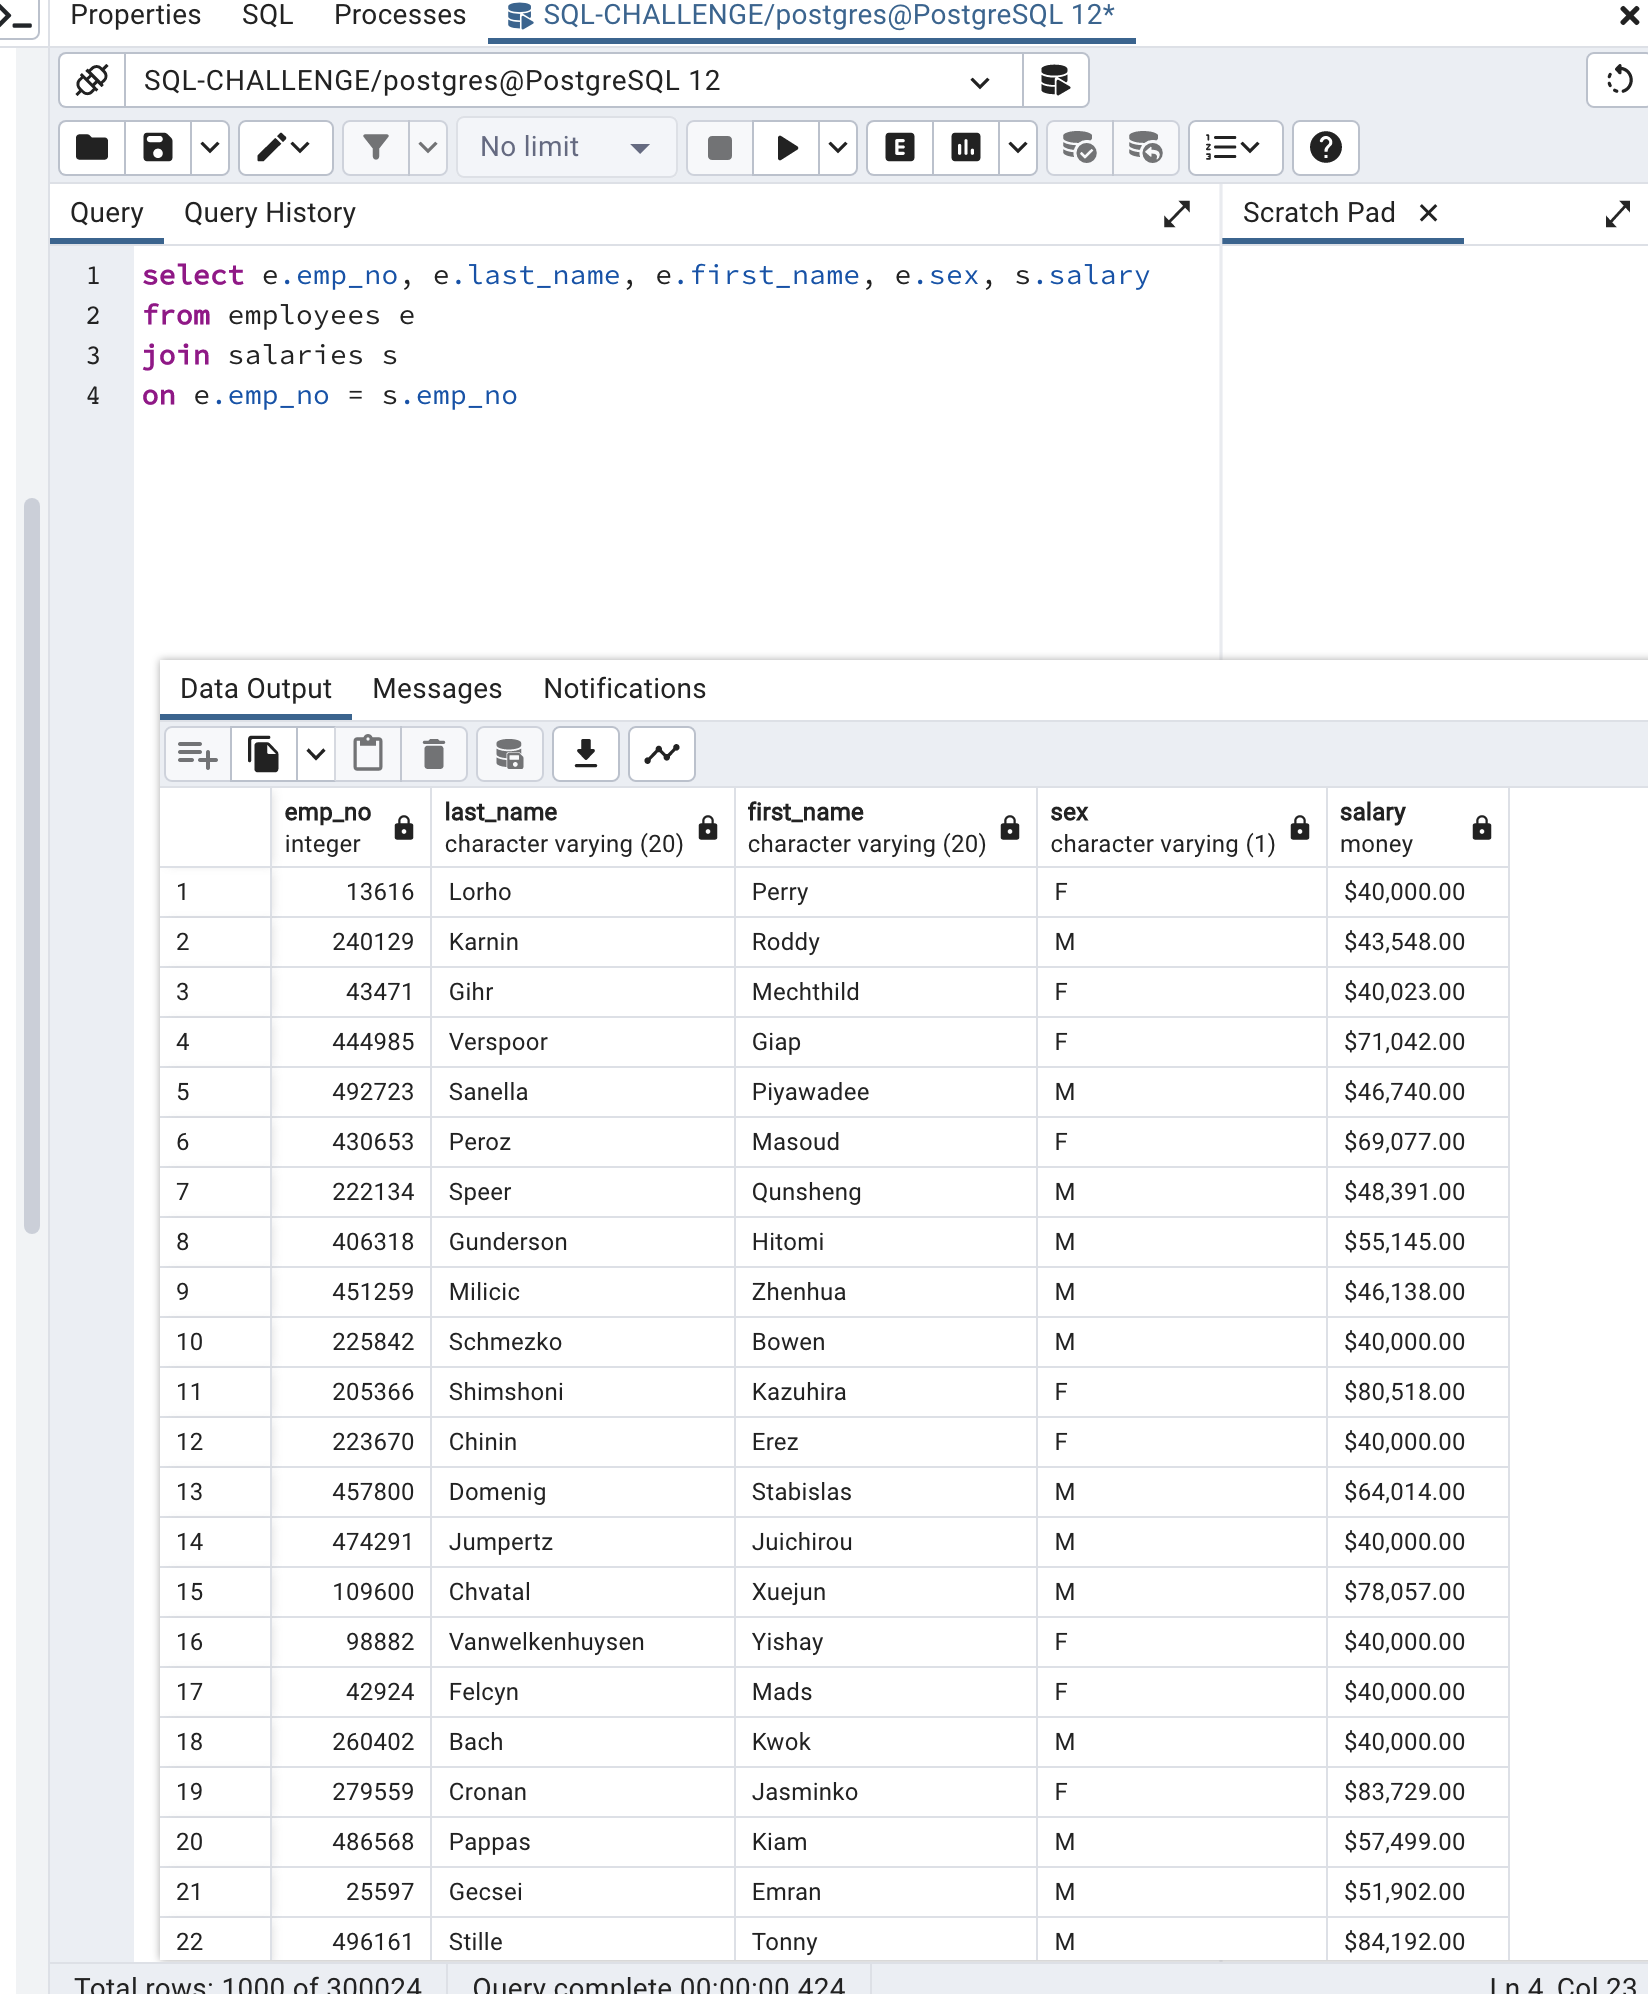 Properties SQL Processes SQL-CHALLENGE/postgres@PostgreSQL 12*
SQL-CHALLENGE/postgres@PostgreSQL 12
No limit
Query Query History Scratch Pad
1 select e.emp_no, e.last_name, e.first_name, e.sex, s.salary
2 from employees e
3 join salaries s
4 on e.emp_no = s.emp_no
Data Output Messages Notifications
emp_no last_name first_name sex salary
integer character varying (20) character varying (20) character varying (1) money
1 13616 Lorho Perry F $40,000.00
2 240129 Karnin Roddy M $43,548.00
3 43471 Gihr Mechthild F $40,023.00
4 444985 Verspoor Giap F $71,042.00
5 492723 Sanella Piyawadee M $46,740.00
6 430653 Peroz Masoud F $69,077.00
7 222134 Speer Qunsheng M $48,391.00
8 406318 Gunderson Hitomi M $55,145.00
9 451259 Milicic Zhenhua M $46,138.00
10 225842 Schmezko Bowen M $40,000.00
11 205366 Shimshoni Kazuhira F $80,518.00
12 223670 Chinin Erez F $40,000.00
13 457800 Domenig Stabislas M $64,014.00
14 474291 Jumpertz Juichirou M $40,000.00
15 109600 Chvatal Xuejun M $78,057.00
16 98882 Vanwelkenhuysen Yishay F $40,000.00
17 42924 Felcyn Mads F $40,000.00
18 260402 Bach Kwok M $40,000.00
19 279559 Cronan Jasminko F $83,729.00
20 486568 Pappas Kiam M $57,499.00
21 25597 Gecsei Emran M $51,902.00
22 496161 Stille Tonny M $84,192.00
Total rows: 1000 of 300024 Query complete 00:00:00.424 Ln 4, Col 23